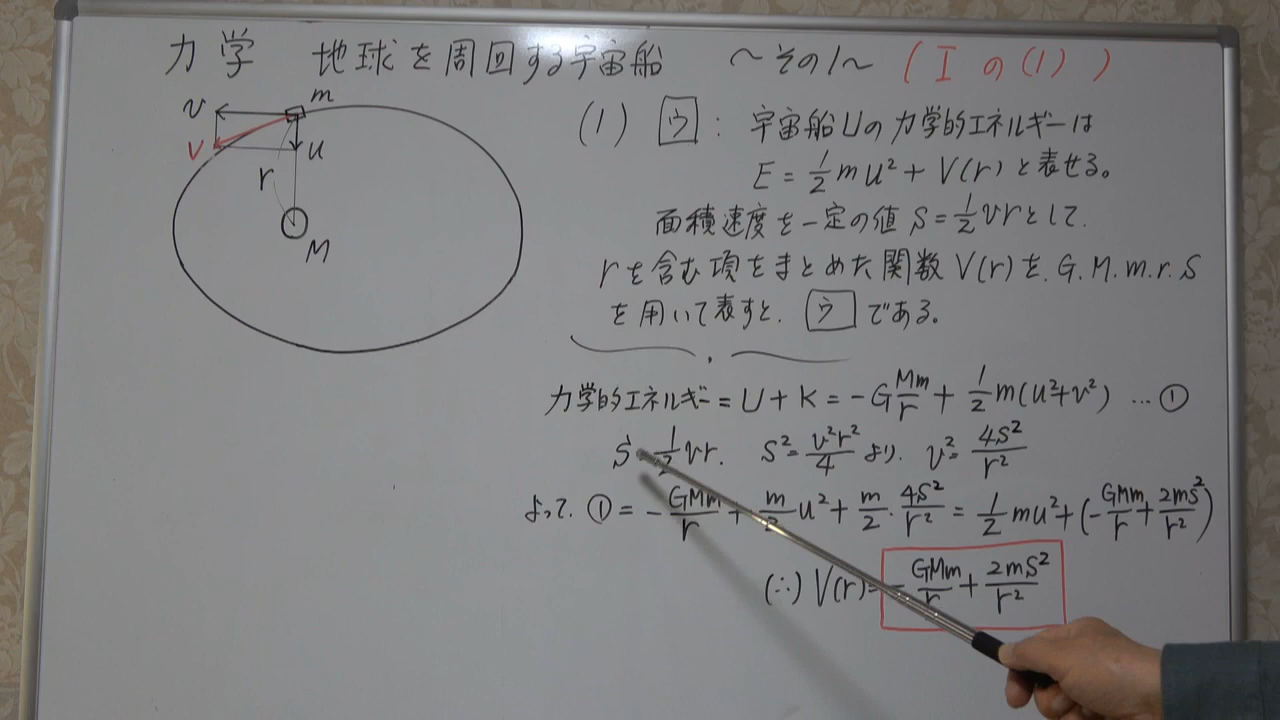 力学 地球を周回する宇宙船 〜その1〜 (Iの(1))
v
m
V
u
r
M
(1) ウ : 宇宙船Uの力学的エネルギーは
E = 1/2 mu² + V(r) と表せる。
面積速度を一定の値 S = 1/2 vr として、
rを含む項をまとめた関数 V(r)を、G.M.m.r.S
を用いて表すと、ウ である。
力学的エネルギー = U + K = -G Mm/r + 1/2 m(u²+v²) … ①
S = 1/2 vr. S² = v²r²/4 より、 v² = 4S²/r²
よって、① = - GMm/r + m/2 u² + m/2 · 4S²/r² = 1/2 mu² + (- GMm/r + 2mS²/r²)
(∴) V(r) = - GMm/r + 2mS²/r²